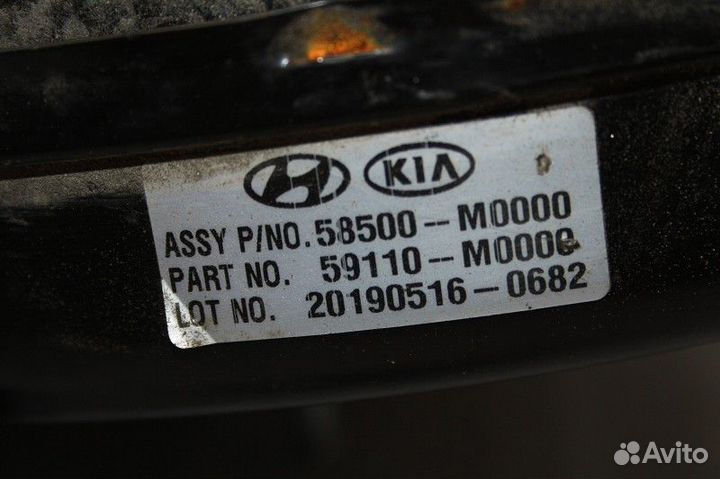 KIA
ASSY P/NO. 58500--M0000
PART NO. 59110--M0000
LOT NO. 20190516-0682
Avito